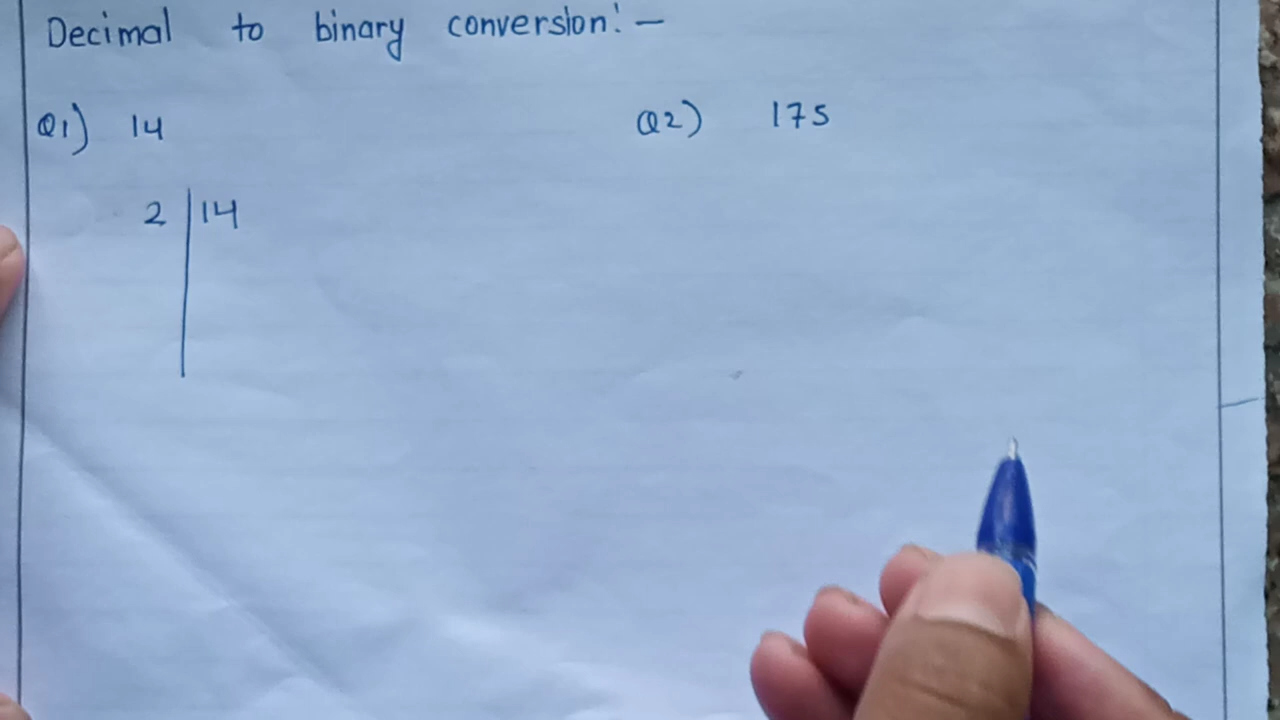 Decimal to binary conversion:-
Q1) 14
Q2) 175
2 | 14